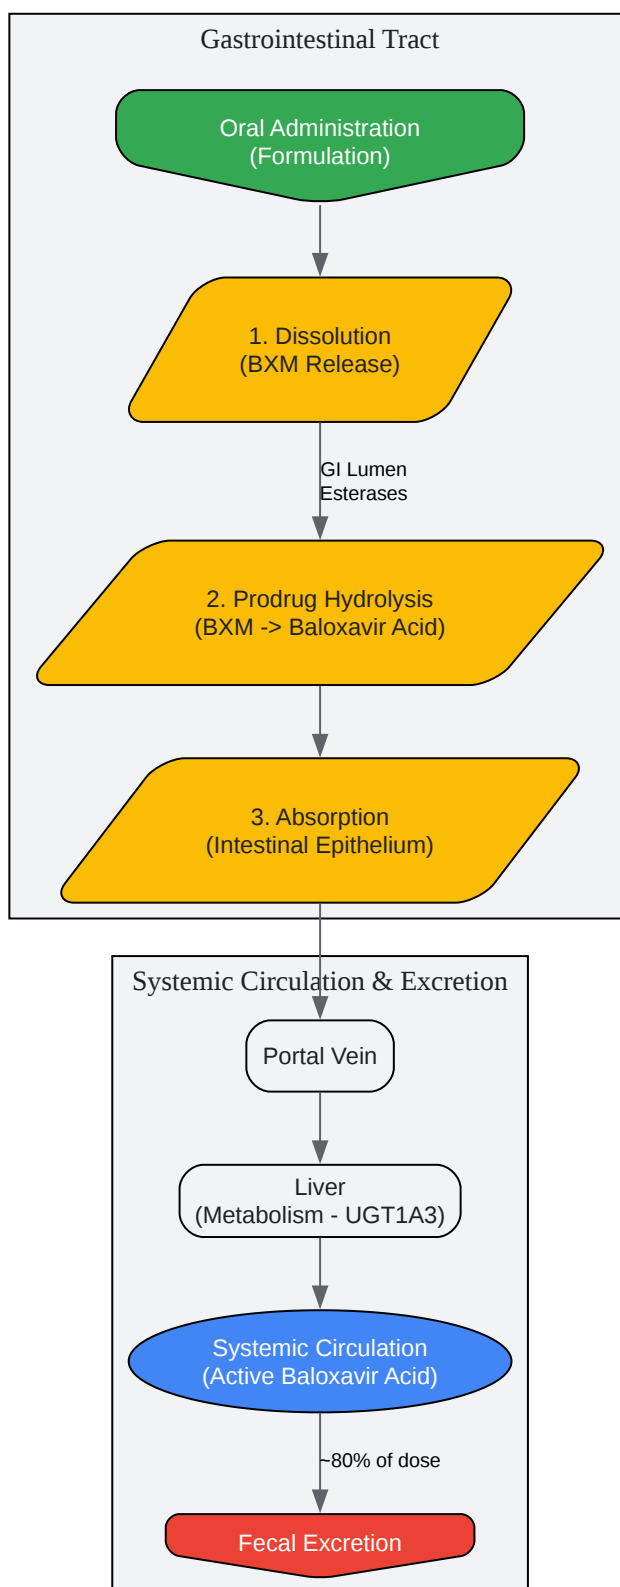 Gastrointestinal Tract
Oral Administration
(Formulation)
1. Dissolution
(BXM Release)
GI Lumen
Esterases
2. Prodrug Hydrolysis
(BXM -> Baloxavir Acid)
3. Absorption
(Intestinal Epithelium)
Systemic Circulation & Excretion
Portal Vein
Liver
(Metabolism - UGT1A3)
Systemic Circulation
(Active Baloxavir Acid)
~80% of dose
Fecal Excretion